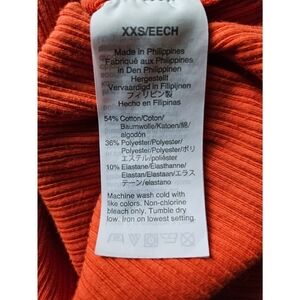 XXS/EECH
Made in Philippines
Fabriqué aux Philippines
in Den Philippinen
Hergestellt
Vervaardigd in Filipijnen
フィリピン製
Hecho en Filipinas
54% Cotton/Coton/
Baumwolle/Katoen/綿/
algodón
36% Polyester/Polyester/
Polyester/Polyester/ポリ
エステル/poliéster
10% Elastane/Elasthanne/
Elastan/Elastaan/エラス
テーン/elastano
Machine wash cold with
like colors. Non-chlorine
bleach only. Tumble dry
low. Iron on lowest setting.